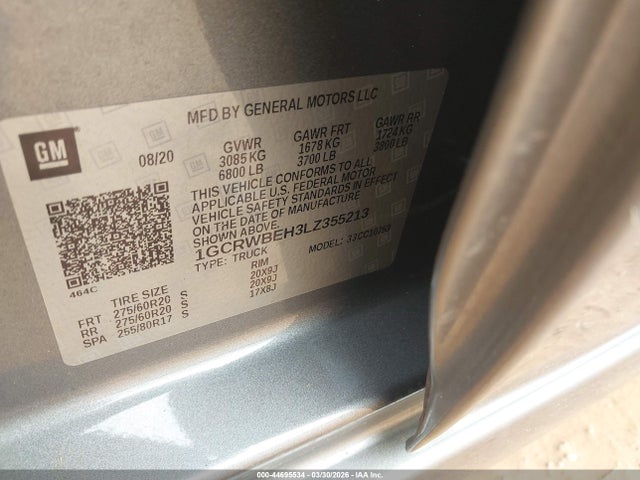 MFD BY GENERAL MOTORS LLC
GM
08/20
GVWR GAWR FRT GAWR RR
3085 KG 1678 KG 1724 KG
6800 LB 3700 LB 3800 LB
THIS VEHICLE CONFORMS TO ALL
APPLICABLE U.S. FEDERAL MOTOR
VEHICLE SAFETY STANDARDS IN EFFECT
ON THE DATE OF MANUFACTURE
SHOWN ABOVE.
1GCRWBEH3LZ355213
TYPE: TRUCK MODEL:
464C
TIRE SIZE RIM
FRT 275/60R20 S 20X9J
RR 275/60R20 S 20X9J
SPA 255/80R17 S 17X8J
000-44695534 | 03/30/2026 | IAA Inc.